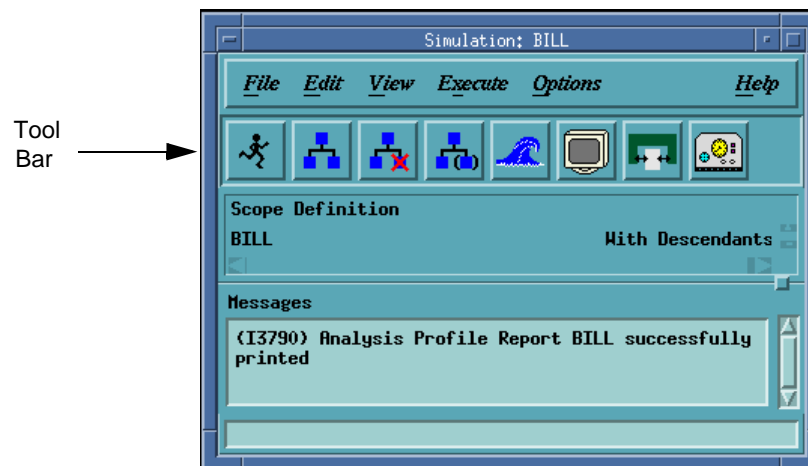 Simulation: BILL
File Edit View Execute Options Help
Tool
Bar
( )
Scope Definition
BILL With Descendants
Messages
(I3790) Analysis Profile Report BILL successfully
printed